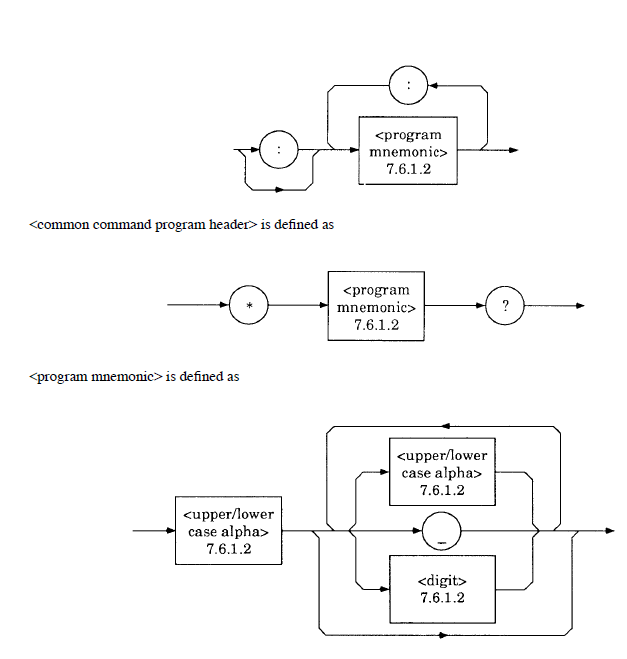 :
<program
mnemonic>
7.6.1.2
:
<common command program header> is defined as
*
<program
mnemonic>
7.6.1.2
?
<program mnemonic> is defined as
<upper/lower
case alpha>
7.6.1.2
<upper/lower
case alpha>
7.6.1.2
_
<digit>
7.6.1.2